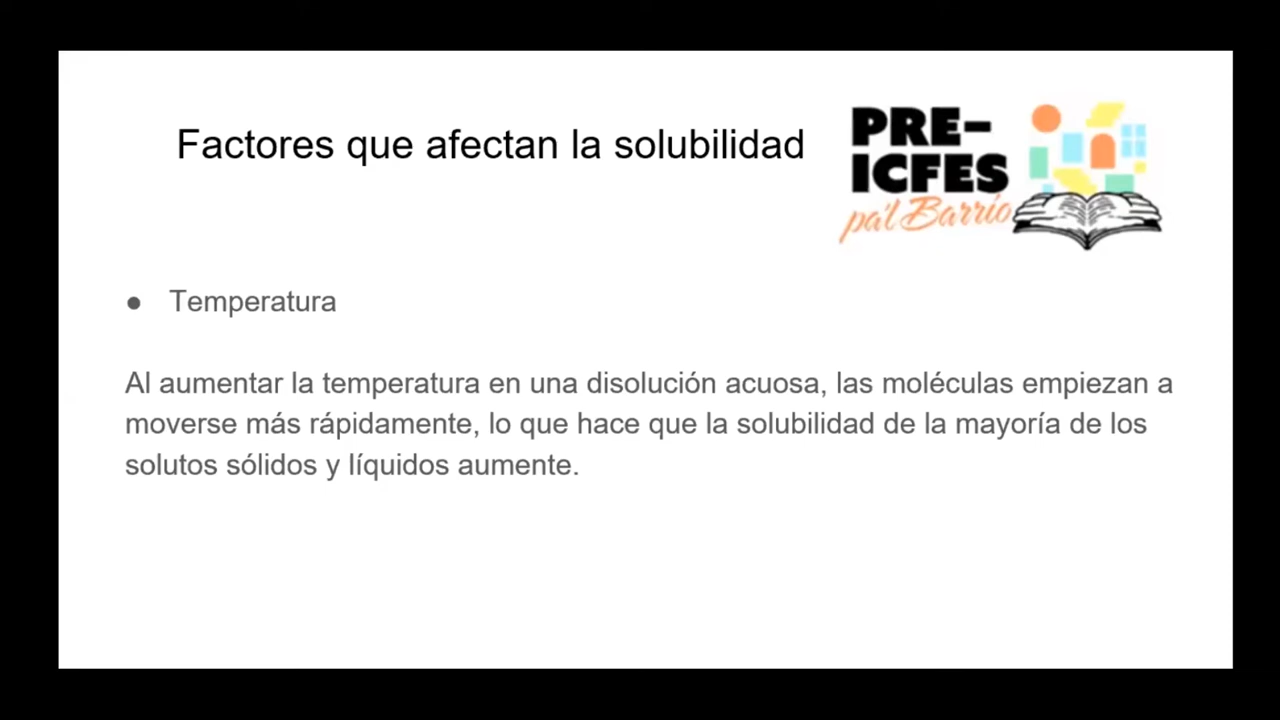 Factores que afectan la solubilidad
PRE-
ICFES
pa'l Barrio
● Temperatura
Al aumentar la temperatura en una disolución acuosa, las moléculas empiezan a
moverse más rápidamente, lo que hace que la solubilidad de la mayoría de los
solutos sólidos y líquidos aumente.